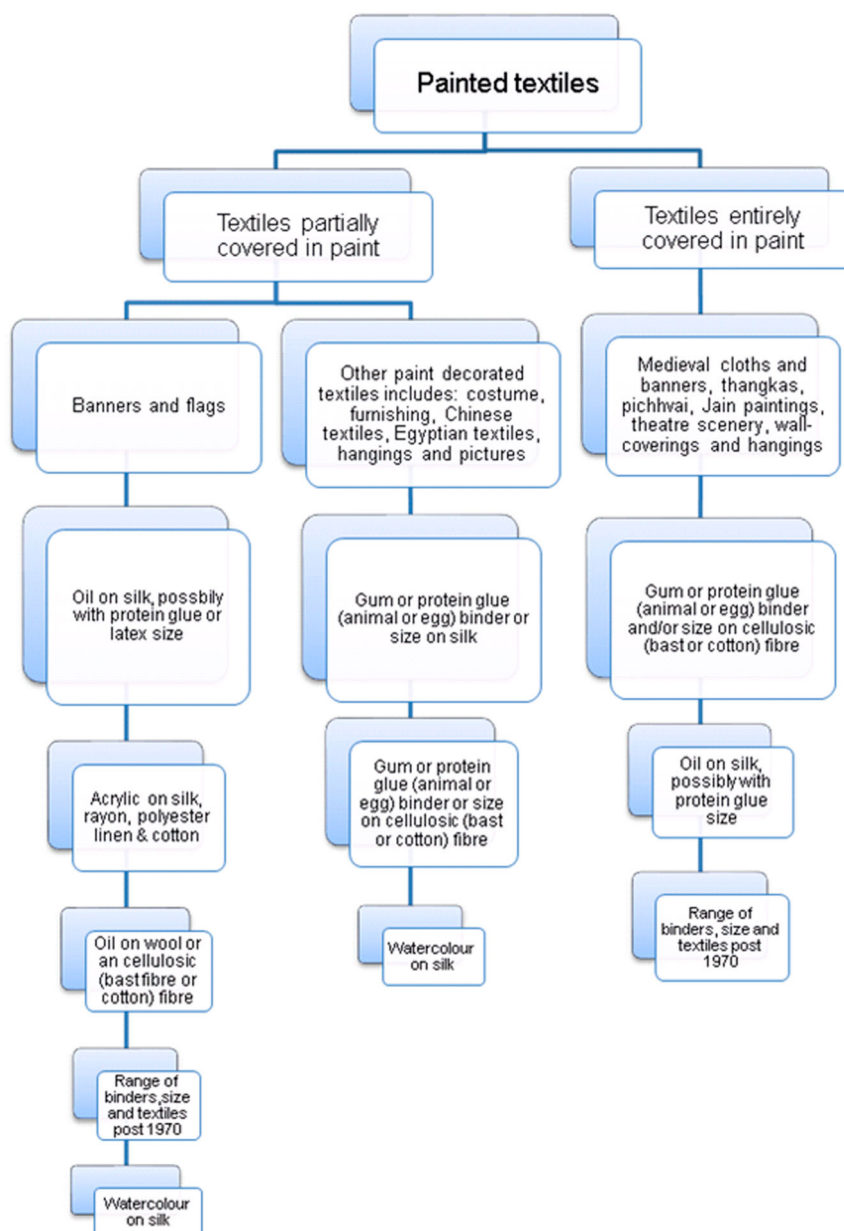 Painted textiles
Textiles partially
covered in paint
Textiles entirely
covered in paint
Banners and flags
Other paint decorated
textiles includes: costume,
furnishing, Chinese
textiles, Egyptian textiles,
hangings and pictures
Medieval cloths and
banners, thangkas,
pichhvai, Jain paintings,
theatre scenery, wall-
coverings and hangings
Oil on silk, possbily
with protein glue or
latex size
Gum or protein glue
(animal or egg) binder or
size on silk
Gum or protein glue
(animal or egg) binder
and/or size on cellulosic
(bast or cotton) fibre
Acrylic on silk,
rayon, polyester
linen & cotton
Gum or protein
glue (animal or
egg) binder or size
on cellulosic (bast
or cotton) fibre
Oil on silk,
possibly with
protein glue
size
Oil on wool or
an cellulosic
(bast fibre or
cotton) fibre
Watercolour
on silk
Range of
binders, size and
textiles post
1970
Range of
binders,size
and textiles
post 1970
Watercolour
on silk